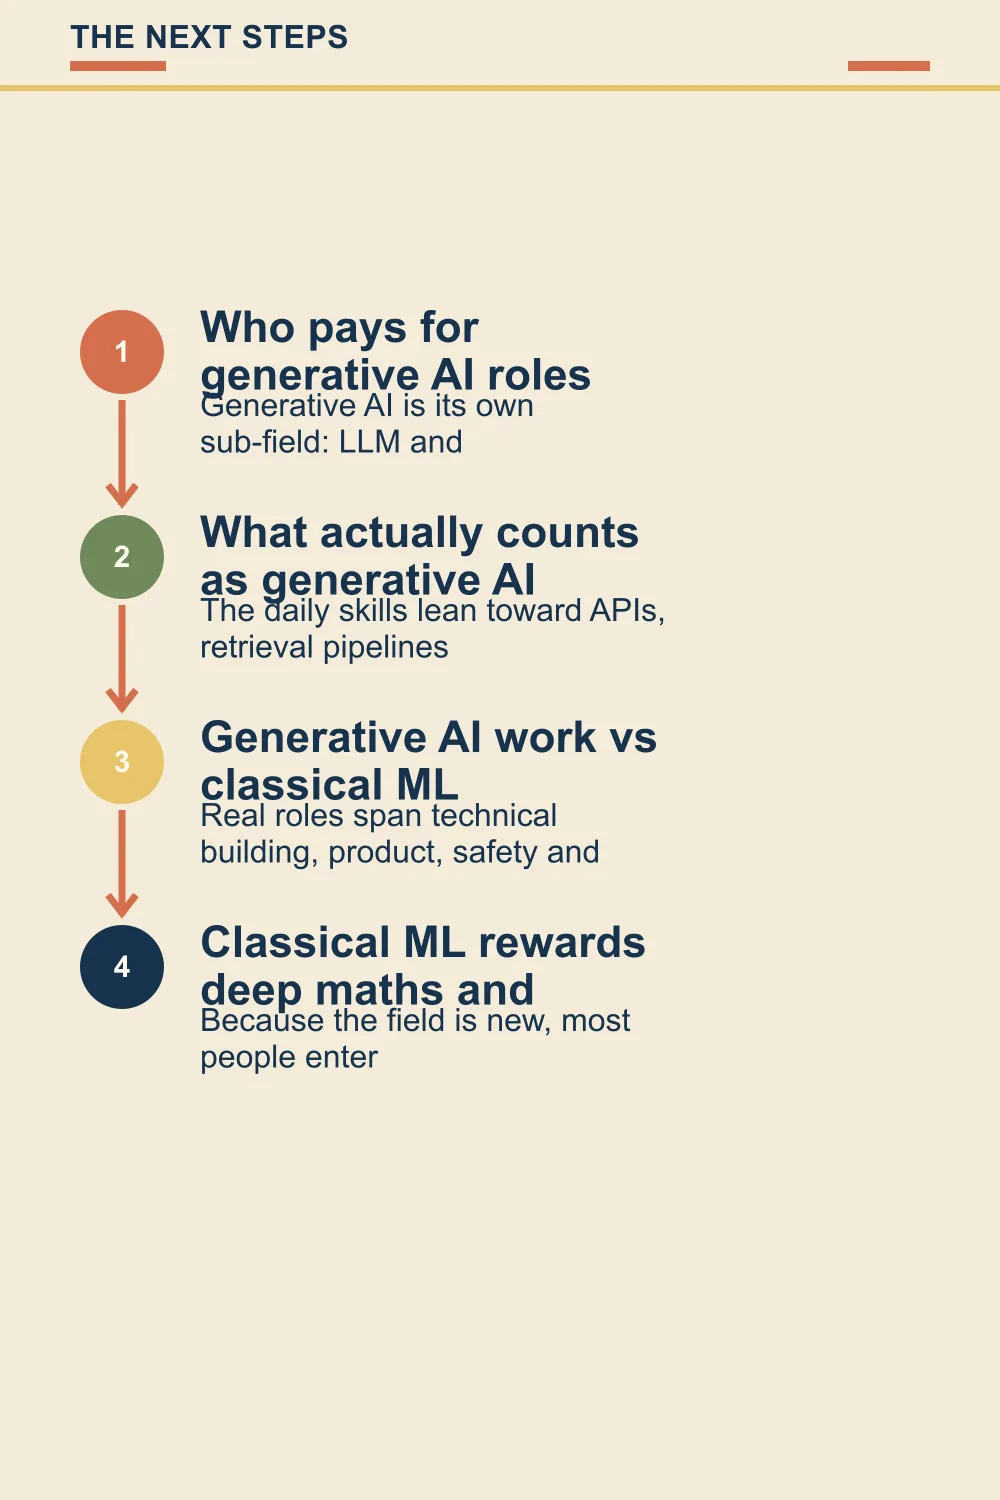 THE NEXT STEPS
1
Who pays for
generative AI roles
Generative AI is its own
sub-field: LLM and
2
What actually counts
as generative AI
The daily skills lean toward APIs,
retrieval pipelines
3
Generative AI work vs
classical ML
Real roles span technical
building, product, safety and
4
Classical ML rewards
deep maths and
Because the field is new, most
people enter